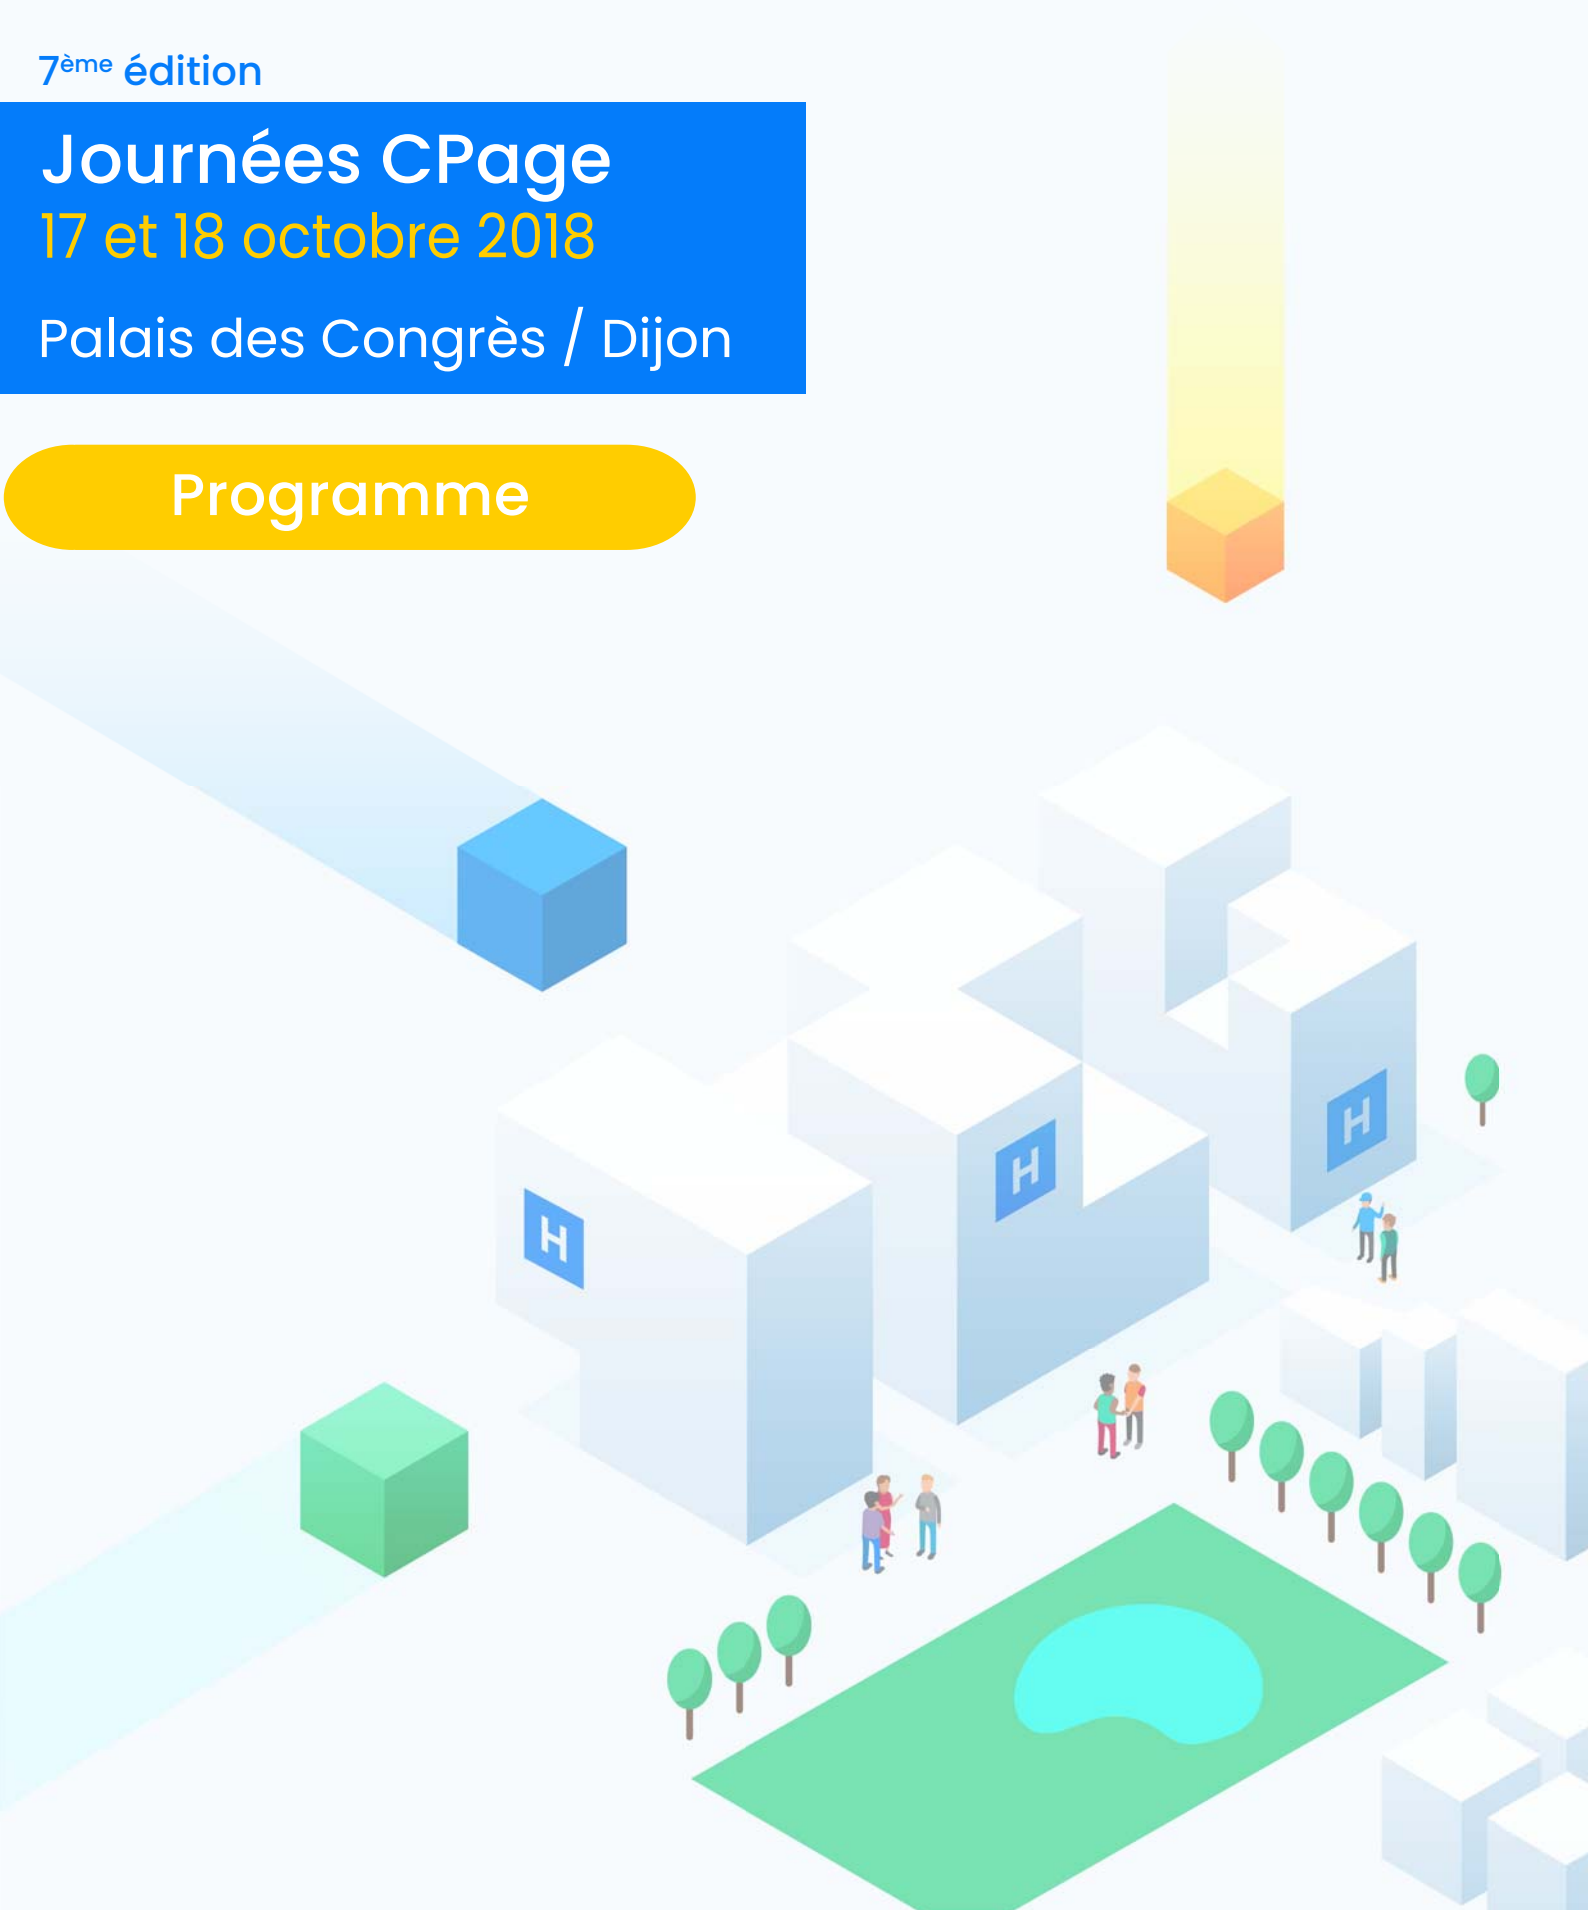 7ème édition
Journées CPage
17 et 18 octobre 2018
Palais des Congrès / Dijon
Programme
H
H
H